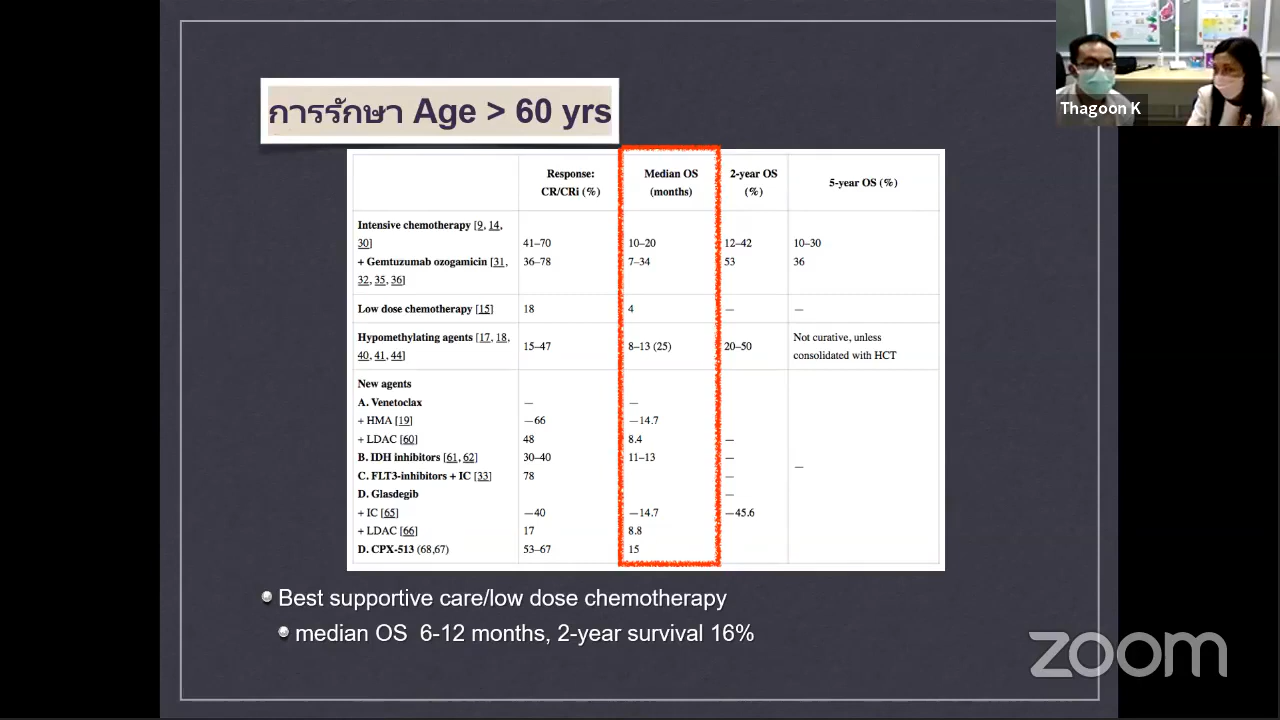 Thagoon K
การรักษา Age > 60 yrs
Response: CR/CRi (%)
Median OS (months)
2-year OS (%)
5-year OS (%)
Intensive chemotherapy [9, 14, 30]
41–70
10–20
12–42
10–30
+ Gemtuzumab ozogamicin [31, 32, 35, 36]
36–78
7–34
53
36
Low dose chemotherapy [15]
18
4
—
—
Hypomethylating agents [17, 18, 40, 41, 44]
15–47
8–13 (25)
20–50
Not curative, unless consolidated with HCT
New agents
A. Venetoclax
—
—
+ HMA [19]
—66
—14.7
+ LDAC [60]
48
8.4
—
B. IDH inhibitors [61, 62]
30–40
11–13
—
—
C. FLT3-inhibitors + IC [33]
78
—
D. Glasdegib
—
+ IC [65]
—40
—14.7
—45.6
+ LDAC [66]
17
8.8
D. CPX-513 (68,67)
53–67
15
Best supportive care/low dose chemotherapy
median OS 6-12 months, 2-year survival 16%
zoom